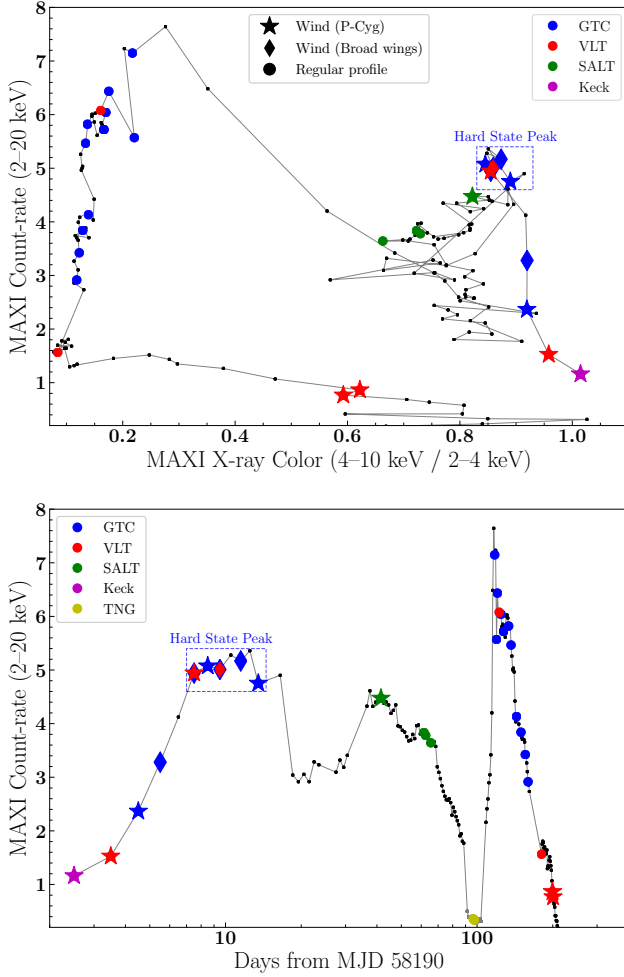 8
7
6
5
4
3
2
1
MAXI Count-rate (2–20 keV)
Wind (P-Cyg)
Wind (Broad wings)
Regular profile
GTC
VLT
SALT
Keck
Hard State Peak
0.2 0.4 0.6 0.8 1.0
MAXI X-ray Color (4–10 keV / 2–4 keV)
8
7
6
5
4
3
2
1
MAXI Count-rate (2–20 keV)
GTC
VLT
SALT
Keck
TNG
Hard State Peak
10 100
Days from MJD 58190